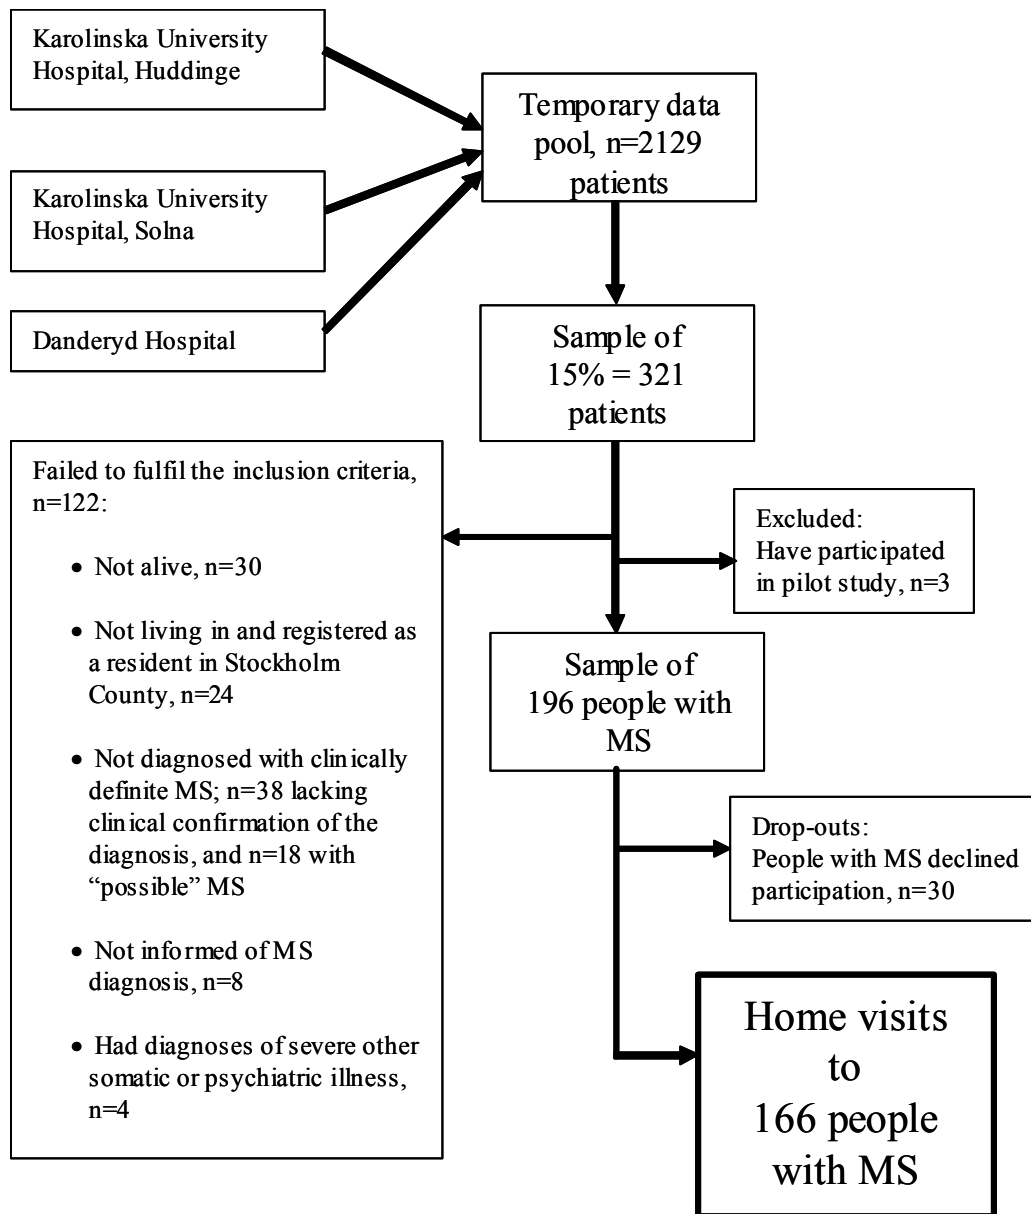 Karolinska University
Hospital, Huddinge
Temporary data
pool, n=2129
patients
Karolinska University
Hospital, Solna
Danderyd Hospital
Sample of
15% = 321
patients
Failed to fulfil the inclusion criteria,
n=122:
• Not alive, n=30
• Not living in and registered as
a resident in Stockholm
County, n=24
• Not diagnosed with clinically
definite MS; n=38 lacking
clinical confirmation of the
diagnosis, and n=18 with
“possible” MS
• Not informed of MS
diagnosis, n=8
• Had diagnoses of severe other
somatic or psychiatric illness,
n=4
Excluded:
Have participated
in pilot study, n=3
Sample of
196 people with
MS
Drop-outs:
People with MS declined
participation, n=30
Home visits
to
166 people
with MS